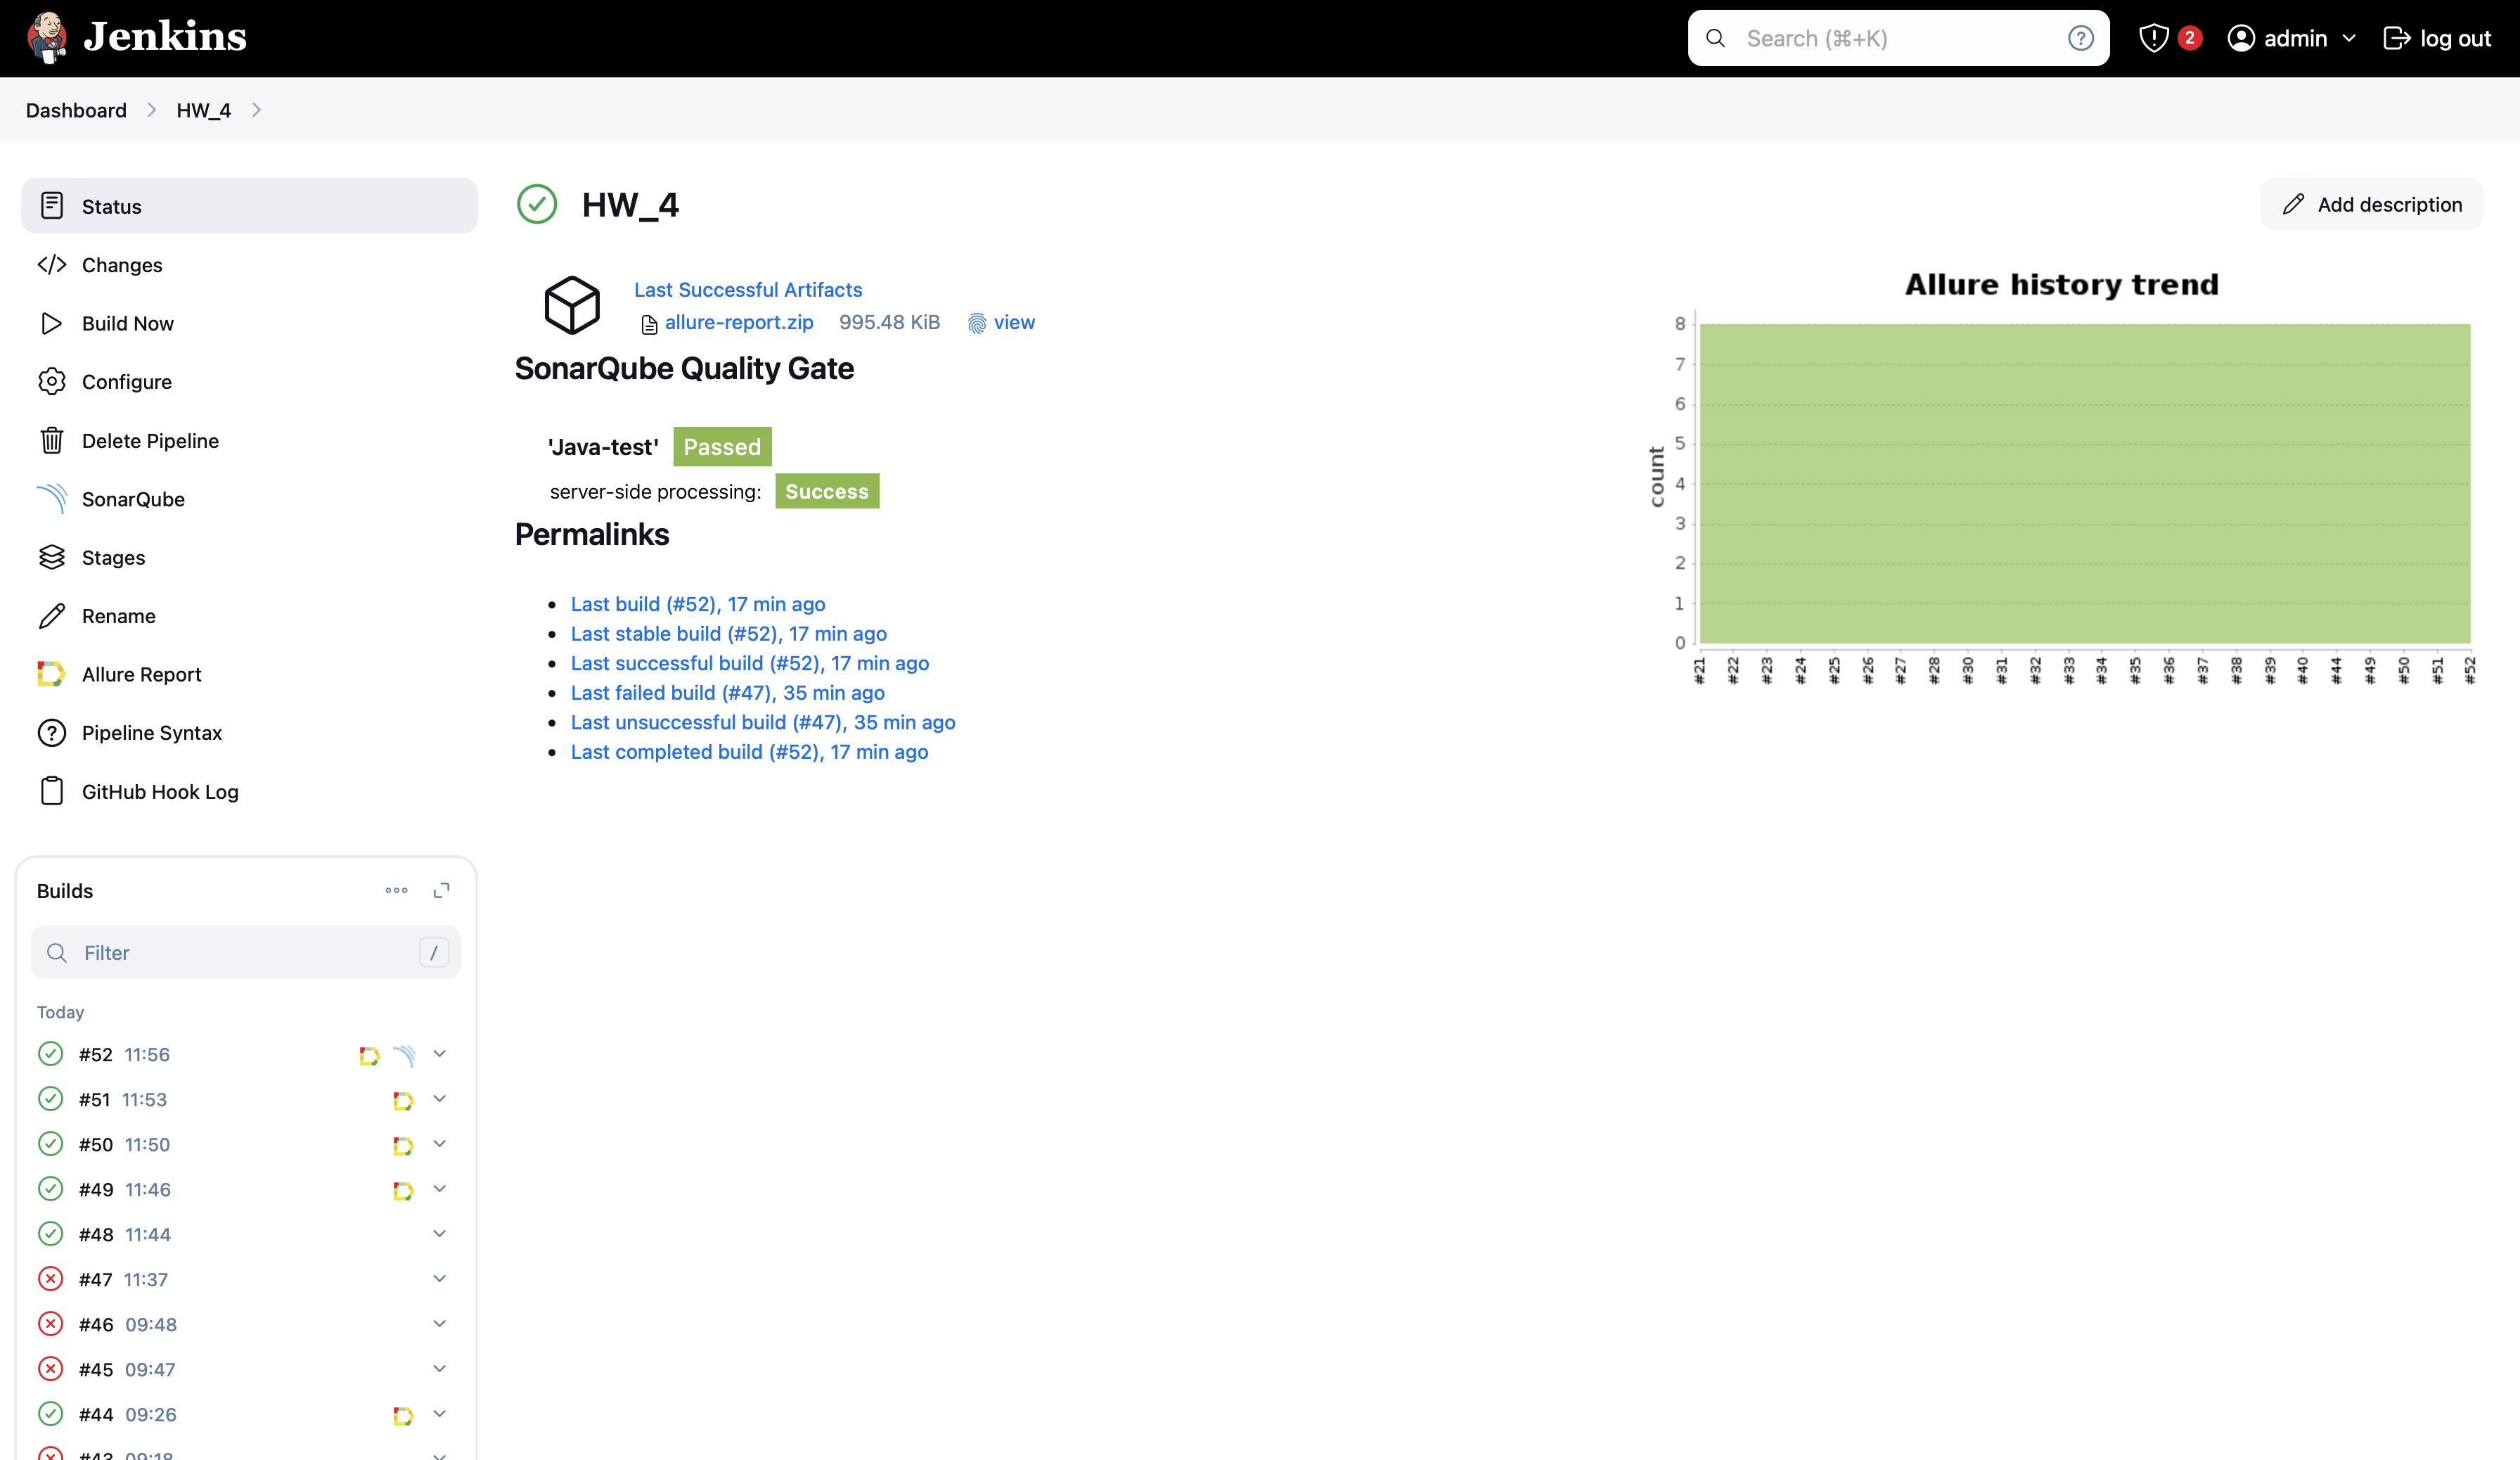 Jenkins
Search (⌘+K)
?
2
admin
log out
Dashboard
HW_4
Status
Changes
Build Now
Configure
Delete Pipeline
SonarQube
Stages
Rename
Allure Report
Pipeline Syntax
GitHub Hook Log
Builds
Filter
/
Today
#52 11:56
#51 11:53
#50 11:50
#49 11:46
#48 11:44
#47 11:37
#46 09:48
#45 09:47
#44 09:26
#43 09:18
HW_4
Add description
Last Successful Artifacts
allure-report.zip 995.48 KiB view
SonarQube Quality Gate
'Java-test' Passed
server-side processing: Success
Permalinks
Last build (#52), 17 min ago
Last stable build (#52), 17 min ago
Last successful build (#52), 17 min ago
Last failed build (#47), 35 min ago
Last unsuccessful build (#47), 35 min ago
Last completed build (#52), 17 min ago
Allure history trend
count
8
7
6
5
4
3
2
1
0
#21 #22 #23 #24 #25 #26 #27 #28 #30 #31 #32 #33 #34 #35 #36 #37 #38 #39 #40 #44 #49 #50 #51 #52